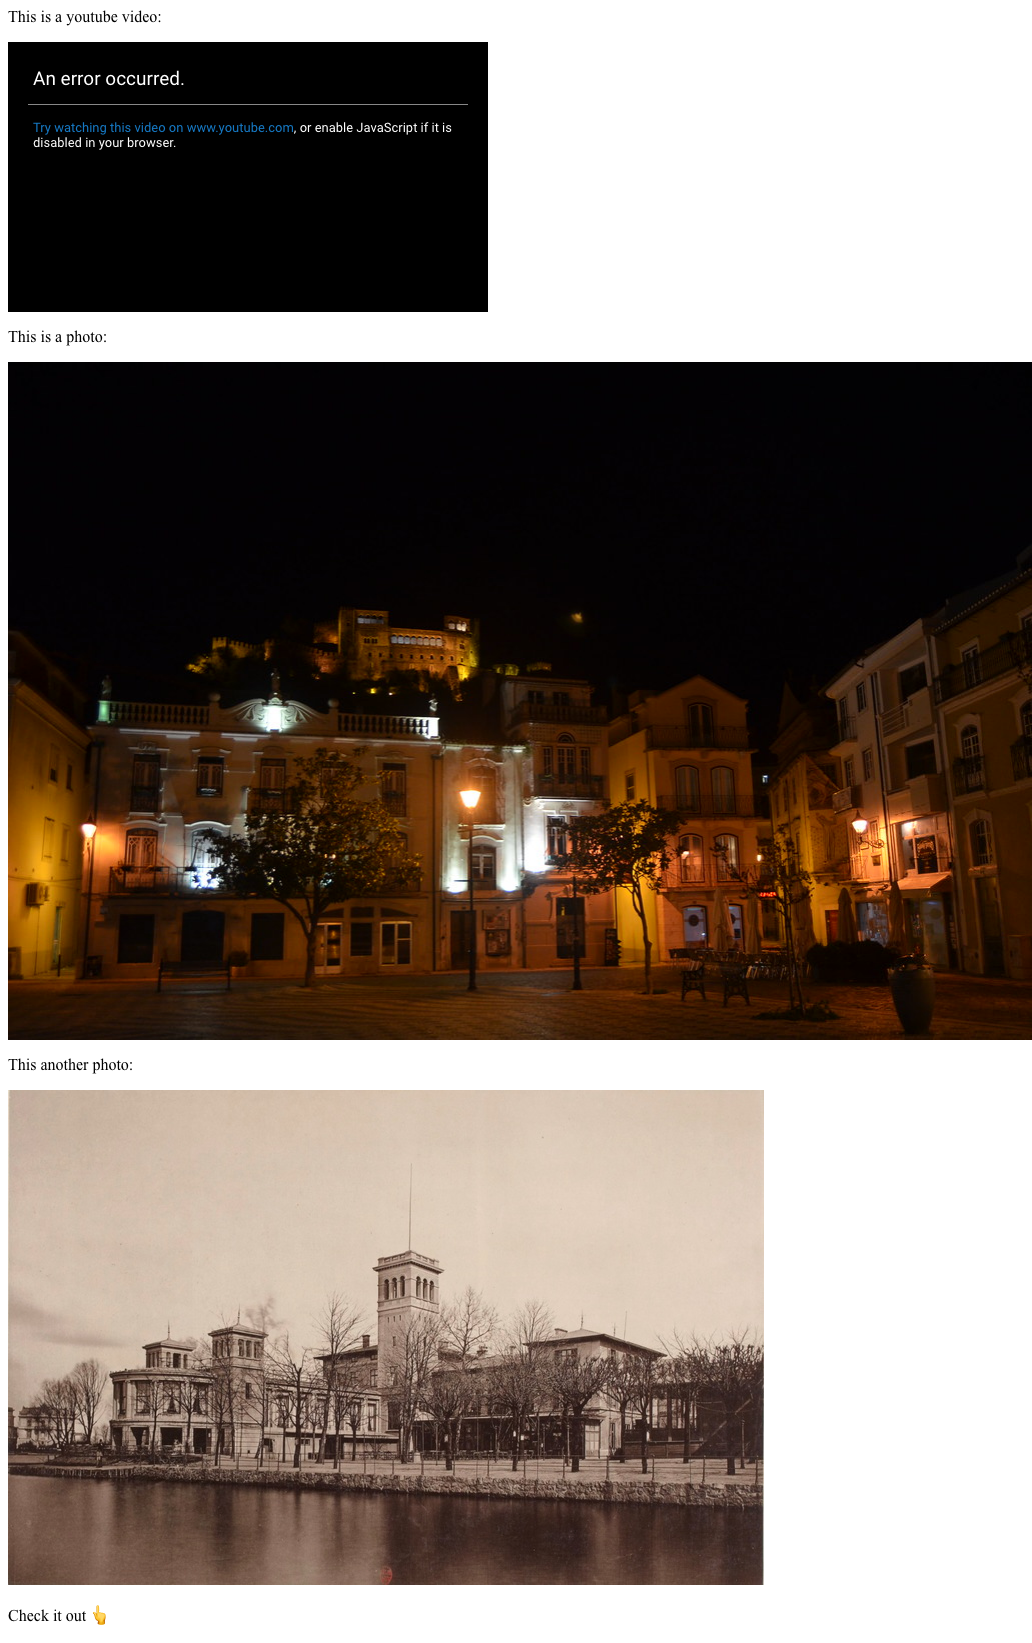 This is a youtube video:
An error occurred.
Try watching this video on www.youtube.com, or enable JavaScript if it is
disabled in your browser.
This is a photo:
This another photo:
Check it out 👆